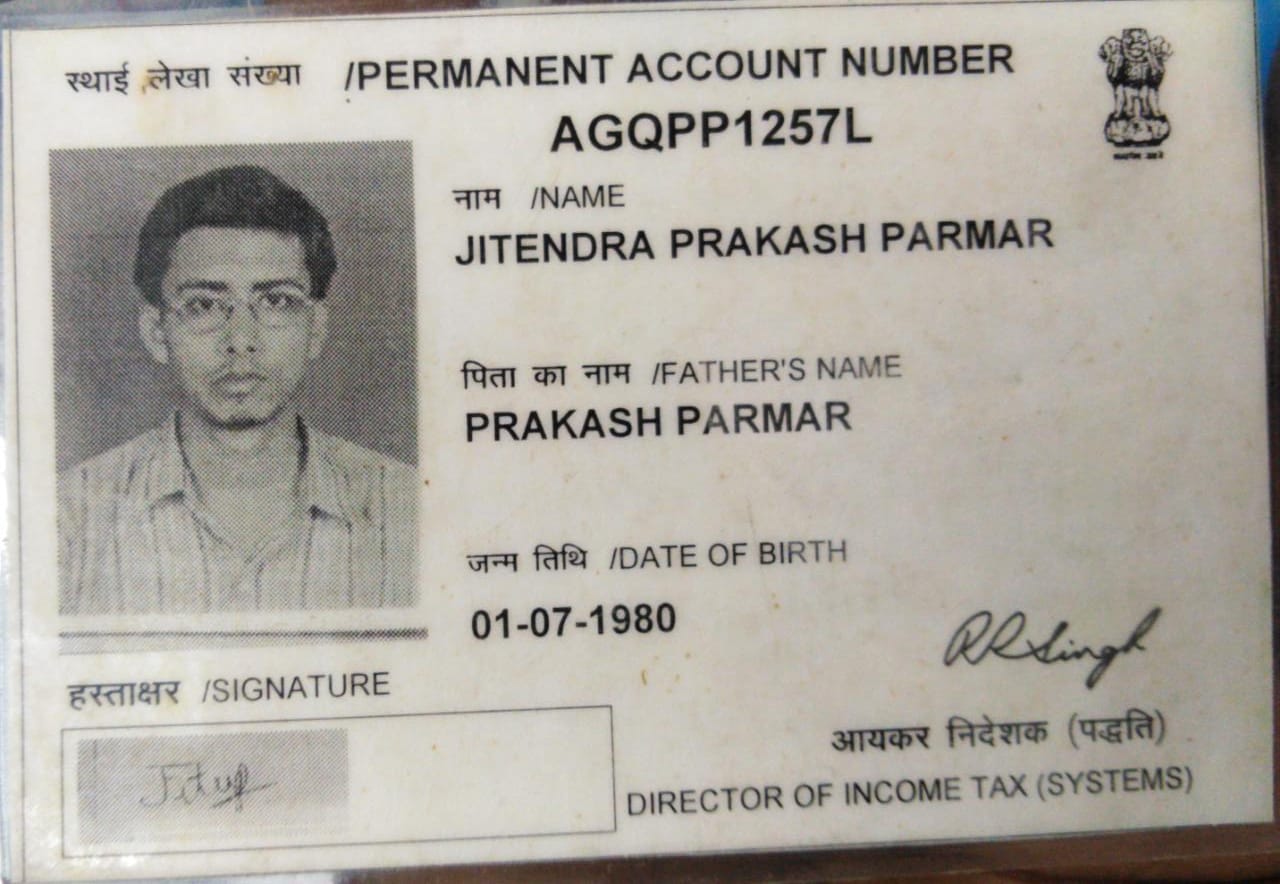 स्थाई लेखा संख्या /PERMANENT ACCOUNT NUMBER
AGQPP1257L
नाम /NAME
JITENDRA PRAKASH PARMAR
पिता का नाम /FATHER'S NAME
PRAKASH PARMAR
जन्म तिथि /DATE OF BIRTH
01-07-1980
हस्ताक्षर /SIGNATURE
RRSingh
आयकर निदेशक (पद्धति)
DIRECTOR OF INCOME TAX (SYSTEMS)